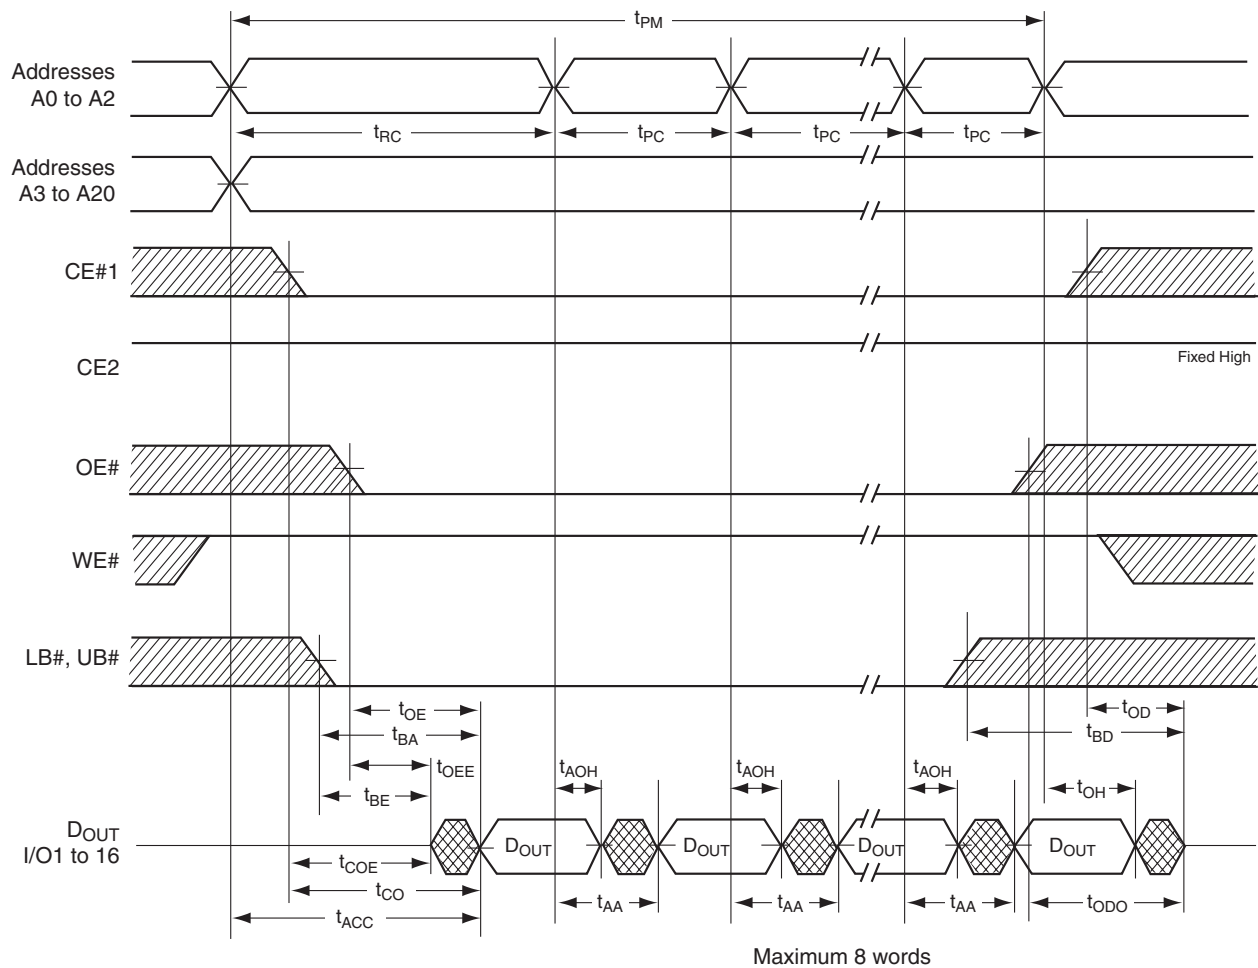 tPM
Addresses
A0 to A2
tRC
tPC
tPC
tPC
Addresses
A3 to A20
CE#1
CE2
Fixed High
OE#
WE#
LB#, UB#
tOE
tOD
tBA
tBD
tOEE
tAOH
tAOH
tAOH
tBE
tOH
DOUT
I/O1 to 16
DOUT
DOUT
DOUT
DOUT
tCOE
tCO
tAA
tAA
tAA
tODO
tACC
Maximum 8 words